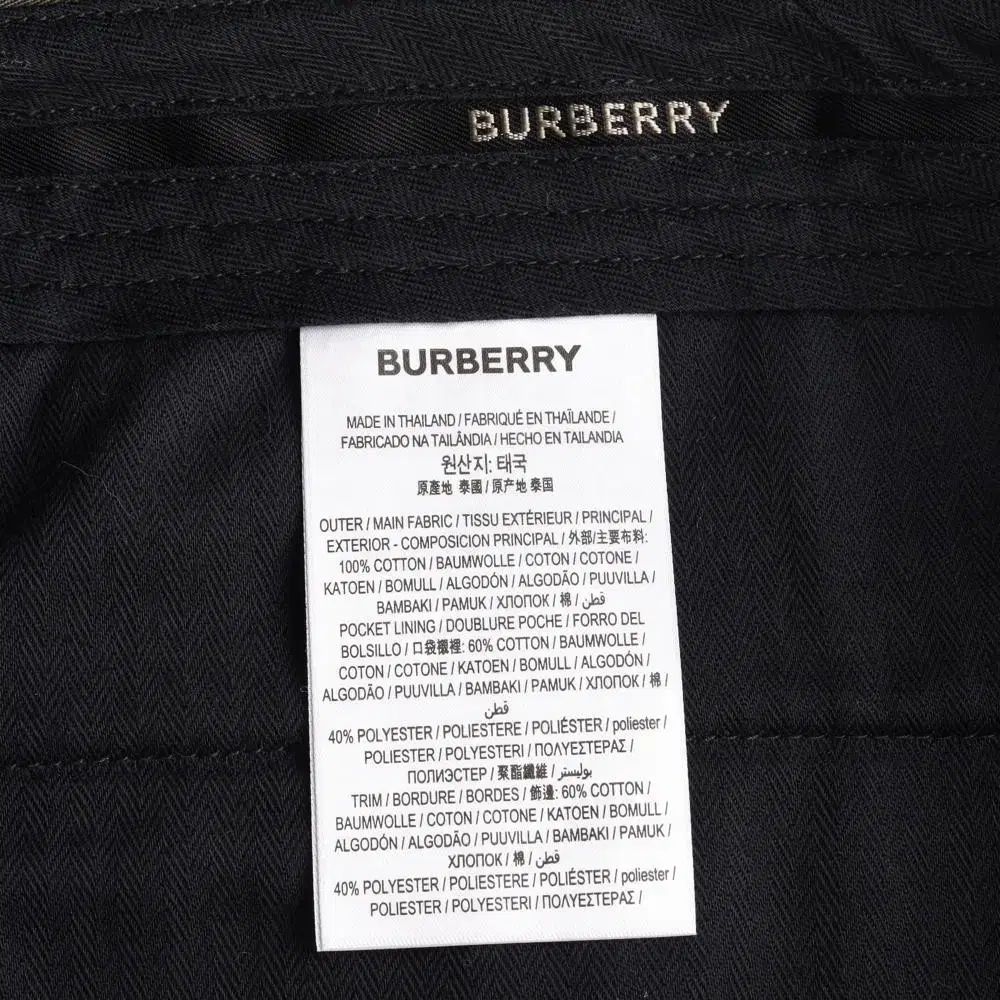 BURBERRY
BURBERRY
MADE IN THAILAND / FABRIQUÉ EN THAÏLANDE /
FABRICADO NA TAILÂNDIA / HECHO EN TAILANDIA
원산지: 태국
原產地 泰國 / 原产地 泰国
OUTER / MAIN FABRIC / TISSU EXTÉRIEUR / PRINCIPAL /
EXTERIOR - COMPOSICION PRINCIPAL / 外部/主要布料:
100% COTTON / BAUMWOLLE / COTON / COTONE /
KATOEN / BOMULL / ALGODÓN / ALGODÃO / PUUVILLA /
BAMBAKI / PAMUK / ХЛОПОК / 棉 / قطن /
POCKET LINING / DOUBLURE POCHE / FORRO DEL
BOLSILLO / 口袋襯裡: 60% COTTON / BAUMWOLLE /
COTON / COTONE / KATOEN / BOMULL / ALGODÓN /
ALGODÃO / PUUVILLA / BAMBAKI / PAMUK / ХЛОПОК / 棉 /
قطن
40% POLYESTER / POLIESTERE / POLIÉSTER / poliester /
POLIESTER / POLYESTERI / ΠΟΛΥΕΣΤΕΡΑΣ /
ПОЛИЭСТЕР / 聚酯纖維 / بوليستر /
TRIM / BORDURE / BORDES / 飾邊: 60% COTTON /
BAUMWOLLE / COTON / COTONE / KATOEN / BOMULL /
ALGODÓN / ALGODÃO / PUUVILLA / BAMBAKI / PAMUK /
ХЛОПОК / 棉 / قطن
40% POLYESTER / POLIESTERE / POLIÉSTER / poliester /
POLIESTER / POLYESTERI / ΠΟΛΥΕΣΤΕΡΑΣ /